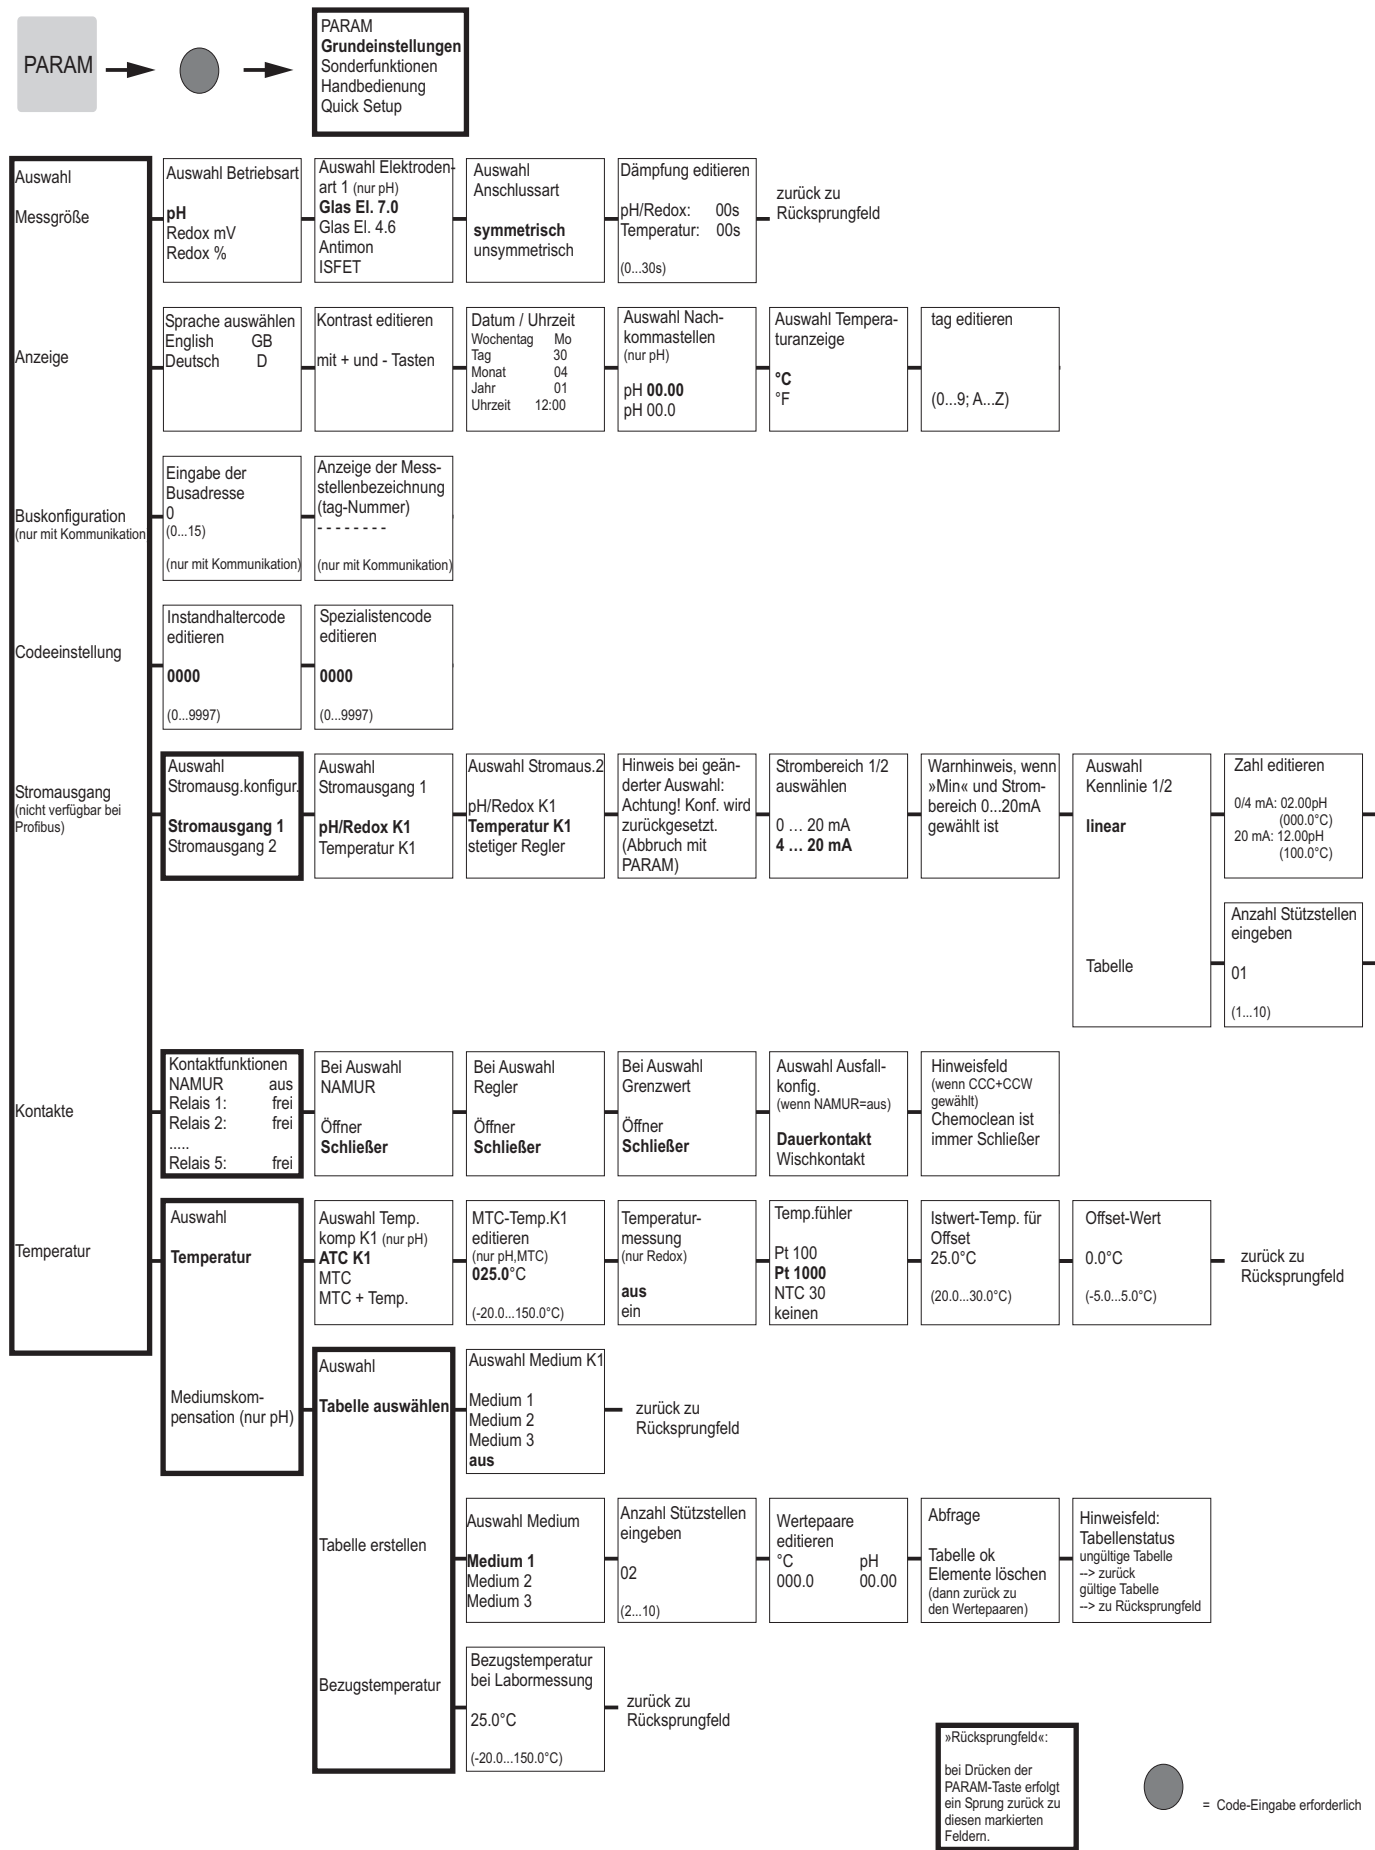 PARAM
PARAM
Grundeinstellungen
Sonderfunktionen
Handbedienung
Quick Setup
Auswahl
Messgröße
Auswahl Betriebsart
pH
Redox mV
Redox %
Auswahl Elektroden-
art 1 (nur pH)
Glas El. 7.0
Glas El. 4.6
Antimon
ISFET
Auswahl
Anschlussart
symmetrisch
unsymmetrisch
Dämpfung editieren
pH/Redox: 00s
Temperatur: 00s
(0...30s)
zurück zu
Rücksprungfeld
Anzeige
Sprache auswählen
English GB
Deutsch D
Kontrast editieren
mit + und - Tasten
Datum / Uhrzeit
Wochentag Mo
Tag 30
Monat 04
Jahr 01
Uhrzeit 12:00
Auswahl Nach-
kommastellen
(nur pH)
pH 00.00
pH 00.0
Auswahl Tempera-
turanzeige
°C
°F
tag editieren
(0...9; A...Z)
Buskonfiguration
(nur mit Kommunikation
Eingabe der
Busadresse
0
(0...15)
(nur mit Kommunikation)
Anzeige der Mess-
stellenbezeichnung
(tag-Nummer)
- - - - - - - -
(nur mit Kommunikation)
Codeeinstellung
Instandhaltercode
editieren
0000
(0...9997)
Spezialistencode
editieren
0000
(0...9997)
Stromausgang
(nicht verfügbar bei
Profibus)
Auswahl
Stromausg.konfigur.
Stromausgang 1
Stromausgang 2
Auswahl
Stromausgang 1
pH/Redox K1
Temperatur K1
Auswahl Stromaus.2
pH/Redox K1
Temperatur K1
stetiger Regler
Hinweis bei geän-
derter Auswahl:
Achtung! Konf. wird
zurückgesetzt.
(Abbruch mit
PARAM)
Strombereich 1/2
auswählen
0 … 20 mA
4 … 20 mA
Warnhinweis, wenn
»Min« und Strom-
bereich 0...20mA
gewählt ist
Auswahl
Kennlinie 1/2
linear
Tabelle
Zahl editieren
0/4 mA: 02.00pH
(000.0°C)
20 mA: 12.00pH
(100.0°C)
Anzahl Stützstellen
eingeben
01
(1...10)
Kontakte
Kontaktfunktionen
NAMUR aus
Relais 1: frei
Relais 2: frei
.....
Relais 5: frei
Bei Auswahl
NAMUR
Öffner
Schließer
Bei Auswahl
Regler
Öffner
Schließer
Bei Auswahl
Grenzwert
Öffner
Schließer
Auswahl Ausfall-
konfig.
(wenn NAMUR=aus)
Dauerkontakt
Wischkontakt
Hinweisfeld
(wenn CCC+CCW
gewählt)
Chemoclean ist
immer Schließer
Temperatur
Auswahl
Temperatur
Mediumskom-
pensation (nur pH)
Auswahl Temp.
komp K1 (nur pH)
ATC K1
MTC
MTC + Temp.
MTC-Temp.K1
editieren
(nur pH,MTC)
025.0°C
(-20.0...150.0°C)
Temperatur-
messung
(nur Redox)
aus
ein
Temp.fühler
Pt 100
Pt 1000
NTC 30
keinen
Istwert-Temp. für
Offset
25.0°C
(20.0...30.0°C)
Offset-Wert
0.0°C
(-5.0...5.0°C)
zurück zu
Rücksprungfeld
Auswahl
Tabelle auswählen
Tabelle erstellen
Bezugstemperatur
Auswahl Medium K1
Medium 1
Medium 2
Medium 3
aus
zurück zu
Rücksprungfeld
Auswahl Medium
Medium 1
Medium 2
Medium 3
Anzahl Stützstellen
eingeben
02
(2...10)
Wertepaare
editieren
°C pH
000.0 00.00
Abfrage
Tabelle ok
Elemente löschen
(dann zurück zu
den Wertepaaren)
Hinweisfeld:
Tabellenstatus
ungültige Tabelle
--> zurück
gültige Tabelle
--> zu Rücksprungfeld
Bezugstemperatur
bei Labormessung
25.0°C
(-20.0...150.0°C)
zurück zu
Rücksprungfeld
»Rücksprungfeld«:
bei Drücken der
PARAM-Taste erfolgt
ein Sprung zurück zu
diesen markierten
Feldern.
= Code-Eingabe erforderlich